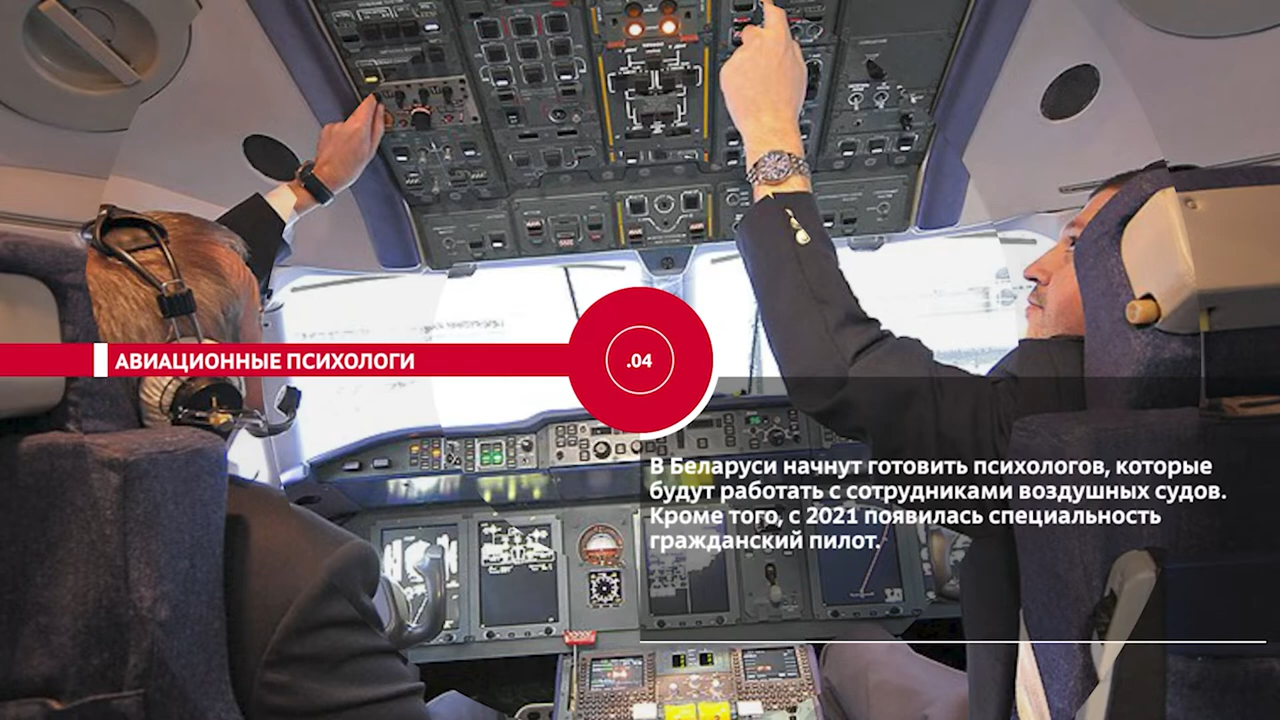 АВИАЦИОННЫЕ ПСИХОЛОГИ
.04
В Беларуси начнут готовить психологов, которые
будут работать с сотрудниками воздушных судов.
Кроме того, с 2021 появилась специальность
гражданский пилот.